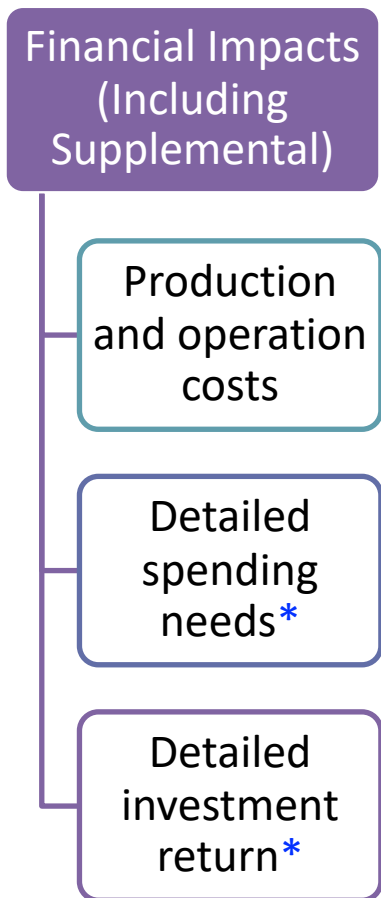 Financial Impacts
(Including
Supplemental)
Production
and operation
costs
Detailed
spending
needs*
Detailed
investment
return*